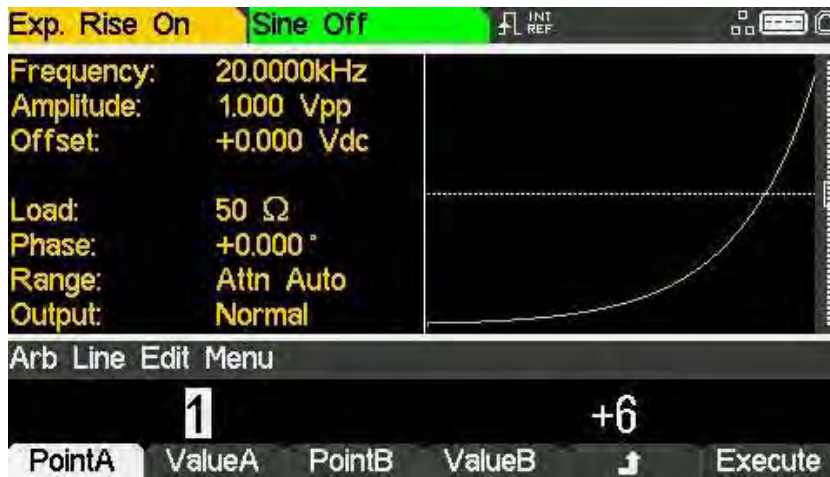 Exp. Rise On Sine Off INT REF
Frequency: 20.0000kHz
Amplitude: 1.000 Vpp
Offset: +0.000 Vdc
Load: 50 Ω
Phase: +0.000 °
Range: Attn Auto
Output: Normal
Arb Line Edit Menu
1 +6
PointA ValueA PointB ValueB Execute